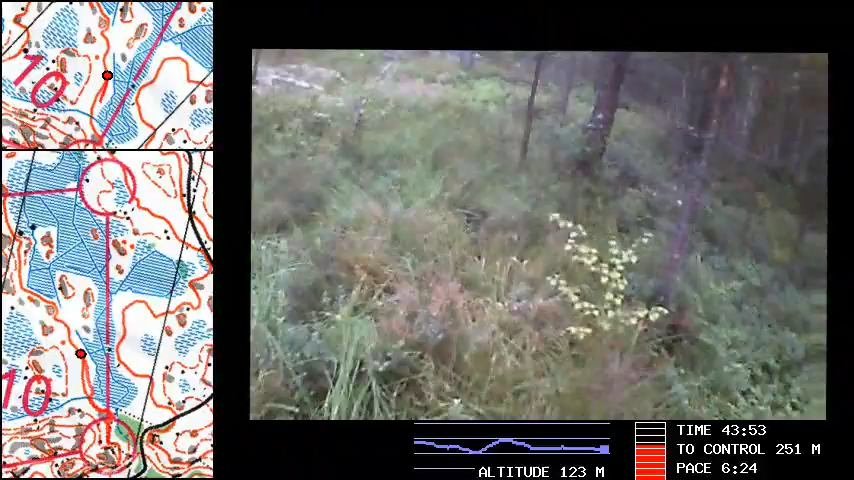 10
10
TIME 43:53
TO CONTROL 251 M
ALTITUDE 123 M
PACE 6:24